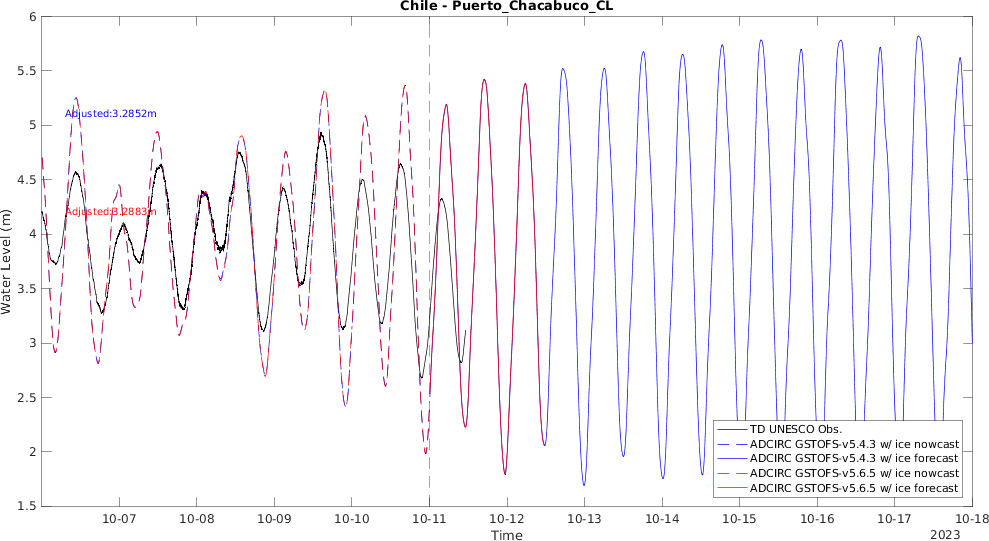 Chile - Puerto_Chacabuco_CL
6
5.5
5
4.5
4
3.5
3
2.5
2
1.5
Water Level (m)
Adjusted:3.2852m
Adjusted:3.2883m
TD UNESCO Obs.
ADCIRC GSTOFS-v5.4.3 w/ ice nowcast
ADCIRC GSTOFS-v5.4.3 w/ ice forecast
ADCIRC GSTOFS-v5.6.5 w/ ice nowcast
ADCIRC GSTOFS-v5.6.5 w/ ice forecast
10-07 10-08 10-09 10-10 10-11 10-12 10-13 10-14 10-15 10-16 10-17 10-18
Time
2023